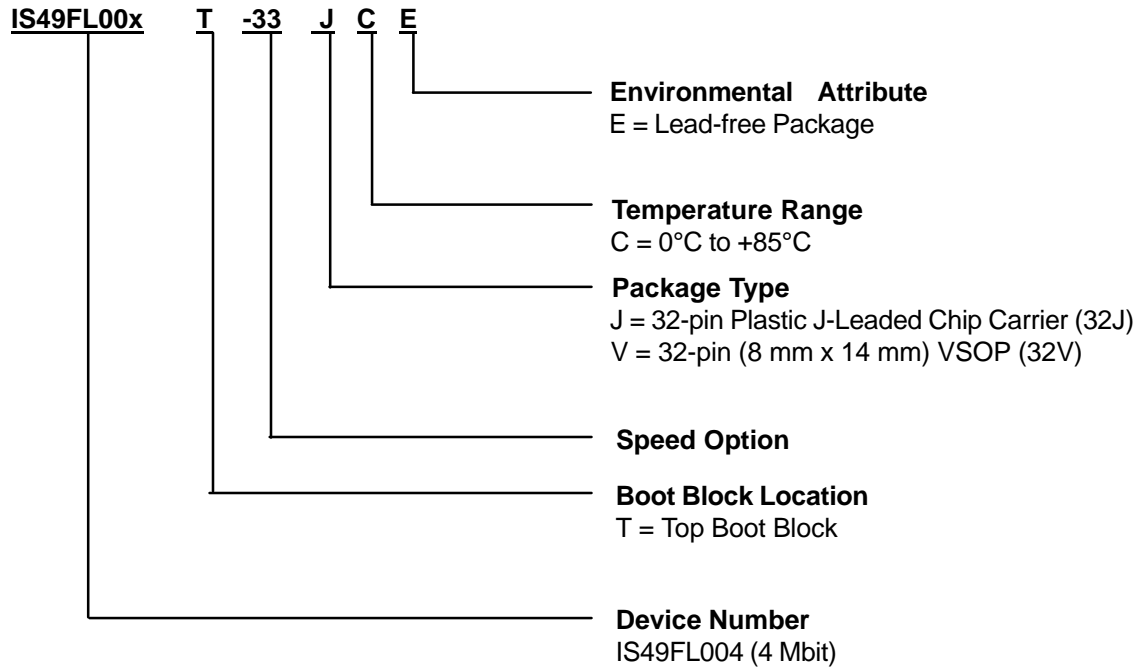 IS49FL00x T -33 J C E
Environmental Attribute
E = Lead-free Package
Temperature Range
C = 0°C to +85°C
Package Type
J = 32-pin Plastic J-Leaded Chip Carrier (32J)
V = 32-pin (8 mm x 14 mm) VSOP (32V)
Speed Option
Boot Block Location
T = Top Boot Block
Device Number
IS49FL004 (4 Mbit)